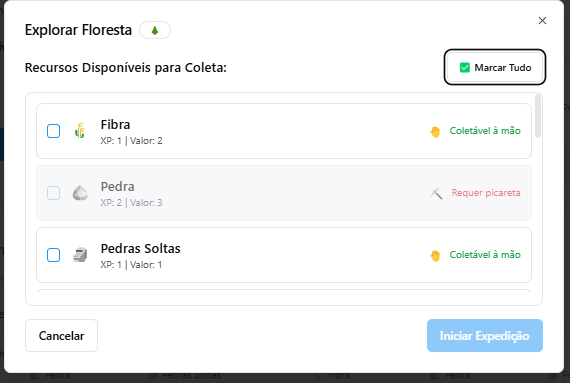 Explorar Floresta
Recursos Disponíveis para Coleta:
Marcar Tudo
Fibra
XP: 1 | Valor: 2
Coletável à mão
Pedra
XP: 2 | Valor: 3
Requer picareta
Pedras Soltas
XP: 1 | Valor: 1
Coletável à mão
Cancelar
Iniciar Expedição